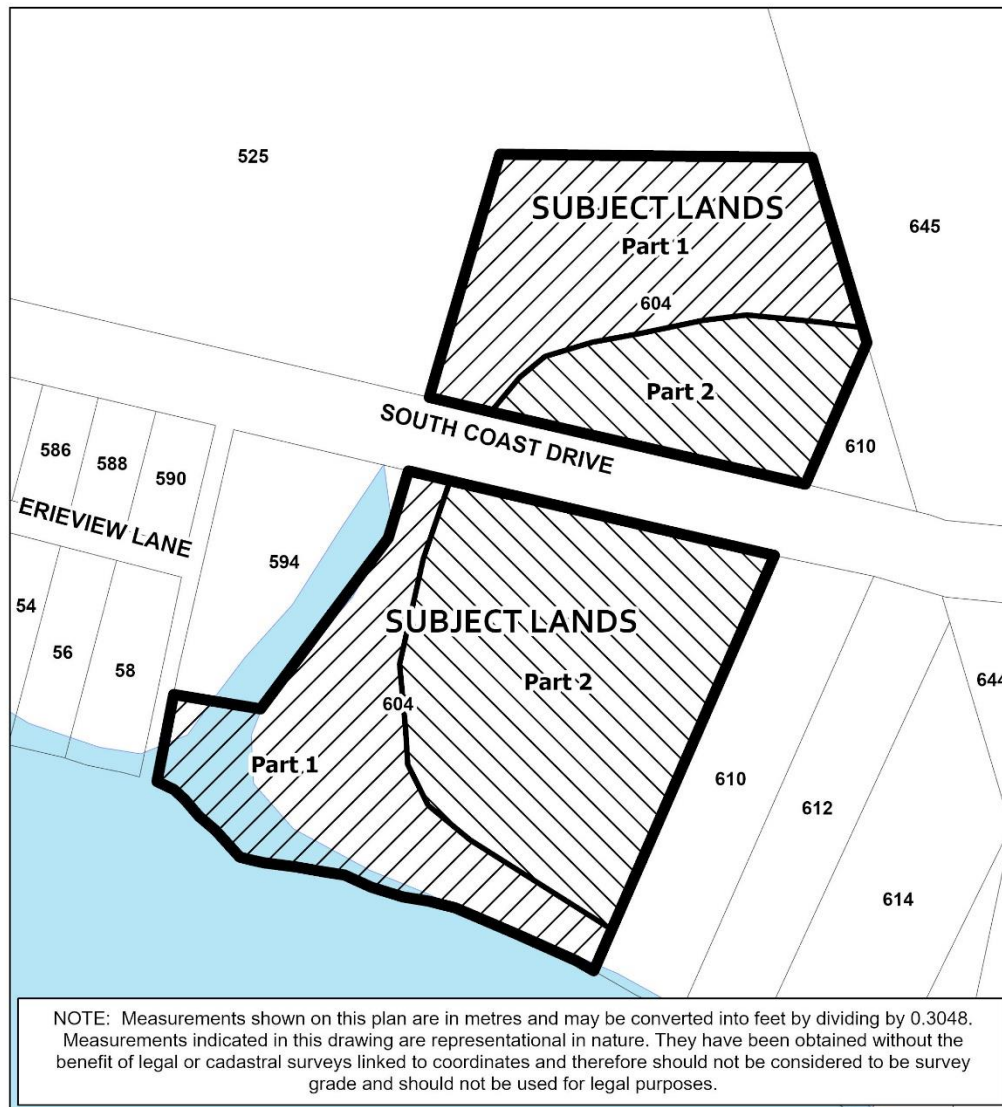 525
SUBJECT LANDS
Part 1
645
604
Part 2
SOUTH COAST DRIVE
610
586
588
590
ERIEVIEW LANE
594
54
56
58
SUBJECT LANDS
Part 2
604
Part 1
610
612
614
644
NOTE: Measurements shown on this plan are in metres and may be converted into feet by dividing by 0.3048.
Measurements indicated in this drawing are representational in nature. They have been obtained without the
benefit of legal or cadastral surveys linked to coordinates and therefore should not be considered to be survey
grade and should not be used for legal purposes.